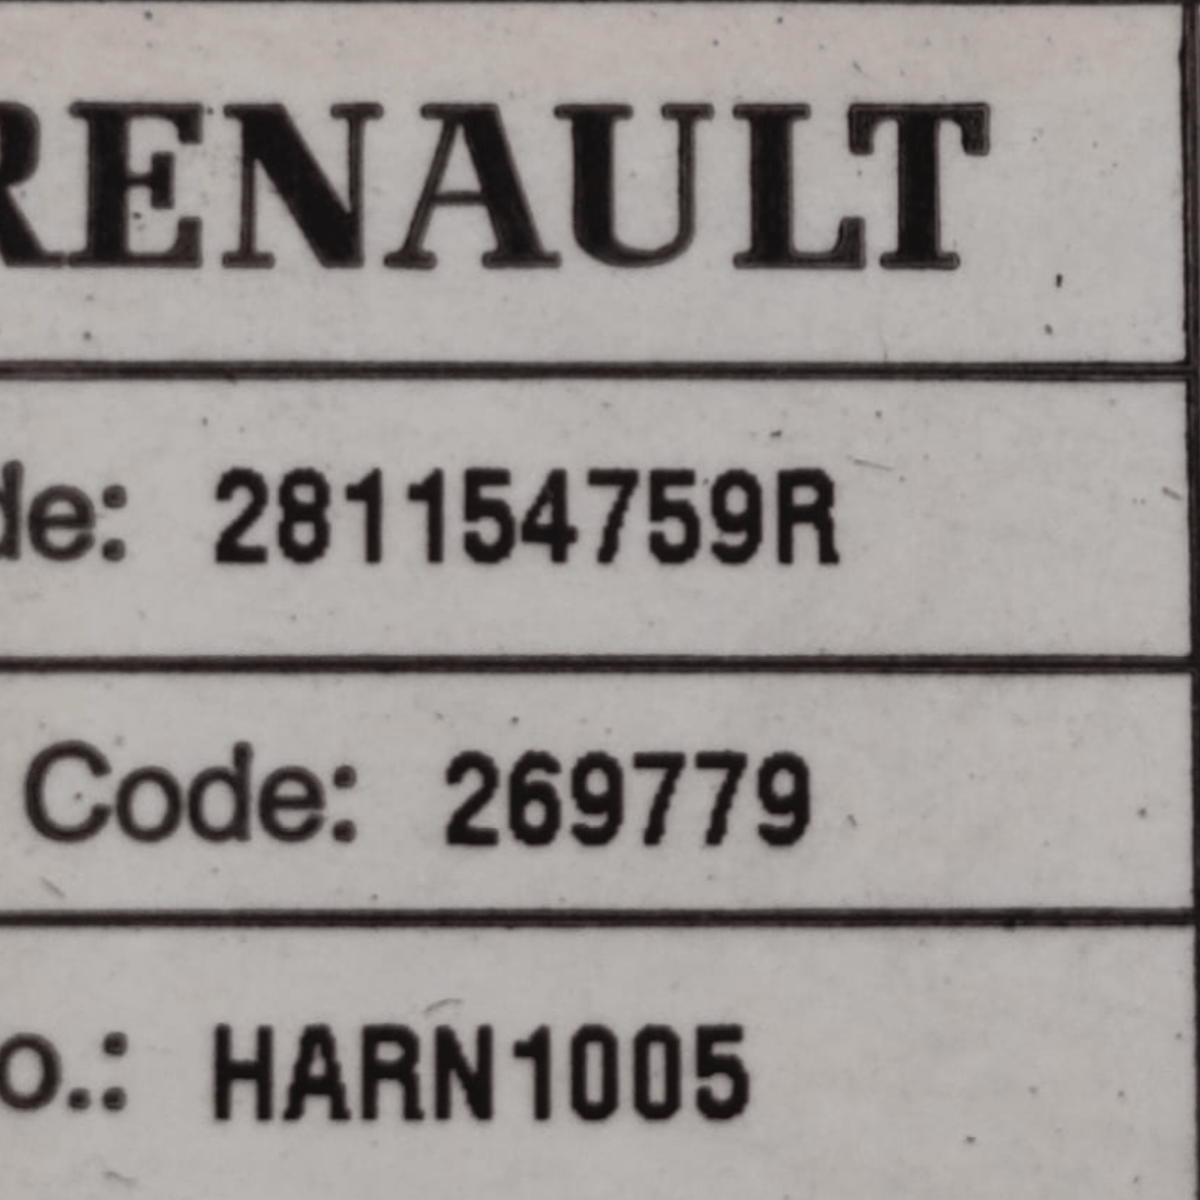 RENAULT
de: 281154759R
Code: 269779
o.: HARN1005